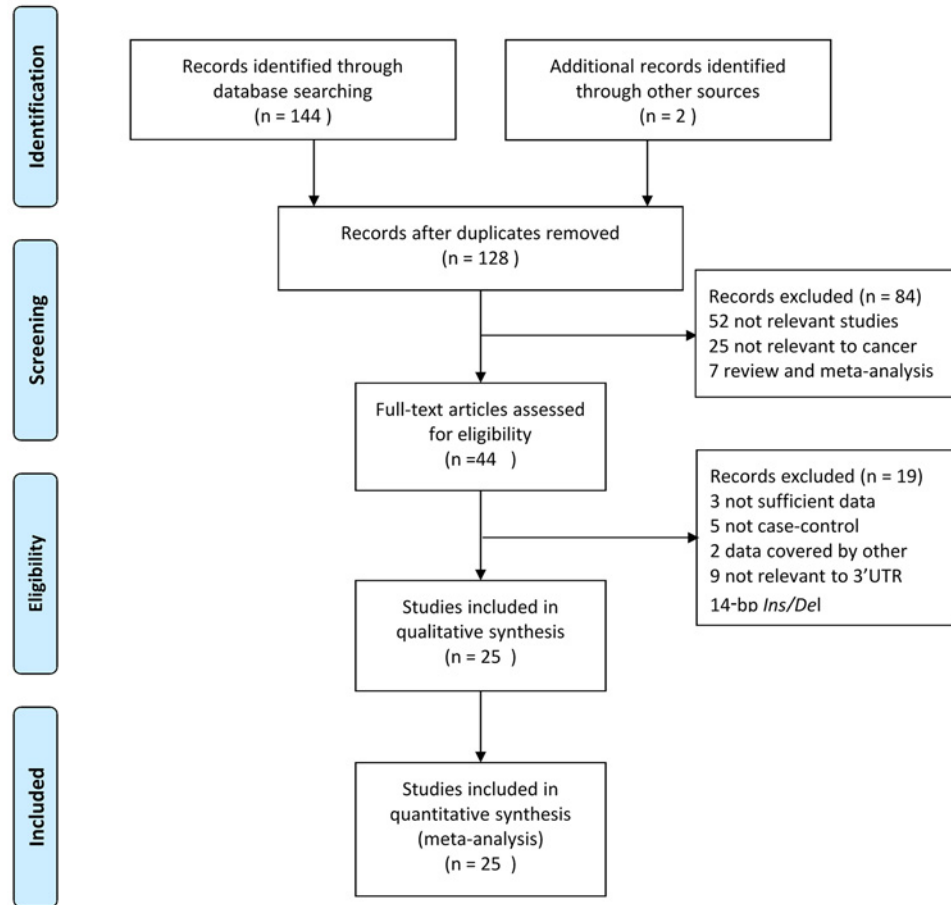 Identification
Records identified through
database searching
(n = 144 )
Additional records identified
through other sources
(n = 2 )
Records after duplicates removed
(n = 128 )
Screening
Records excluded (n = 84)
52 not relevant studies
25 not relevant to cancer
7 review and meta-analysis
Full-text articles assessed
for eligibility
(n =44 )
Eligibility
Records excluded (n = 19)
3 not sufficient data
5 not case-control
2 data covered by other
9 not relevant to 3'UTR
14-bp Ins/Del
Studies included in
qualitative synthesis
(n = 25 )
Included
Studies included in
quantitative synthesis
(meta-analysis)
(n = 25 )